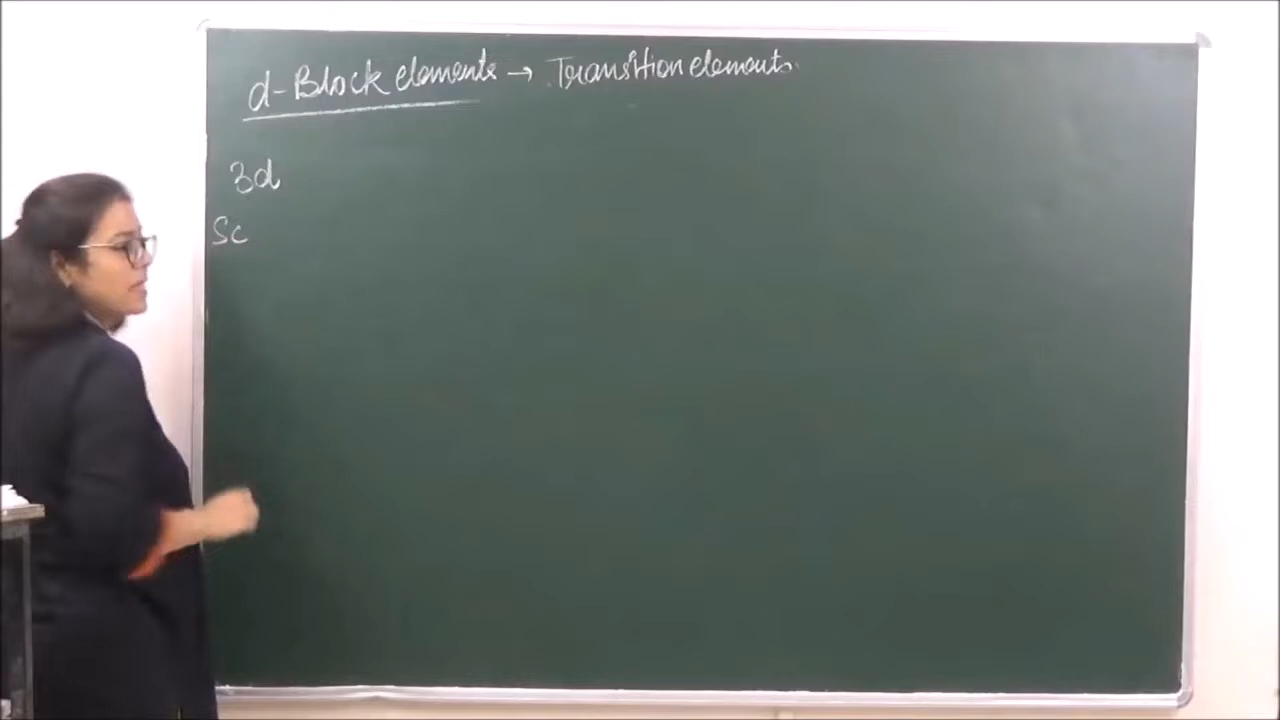 d-Block elements → Transition elements.
3d
Sc